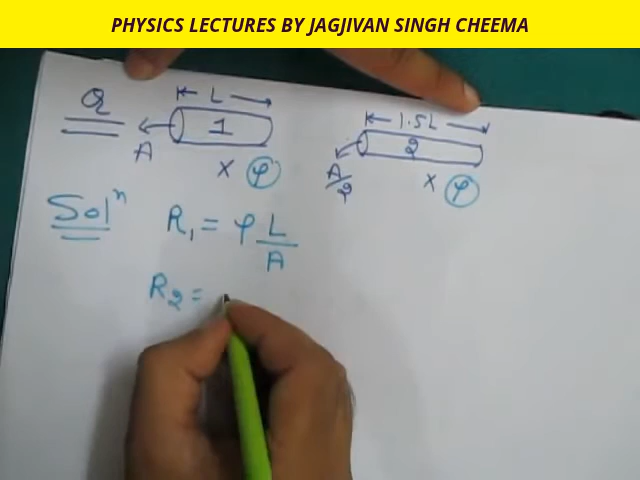 PHYSICS LECTURES BY JAGJIVAN SINGH CHEEMA
Q L 1.5L
1 2
A A/2
x ρ x ρ
Solⁿ R₁ = ρ L/A
R₂ =